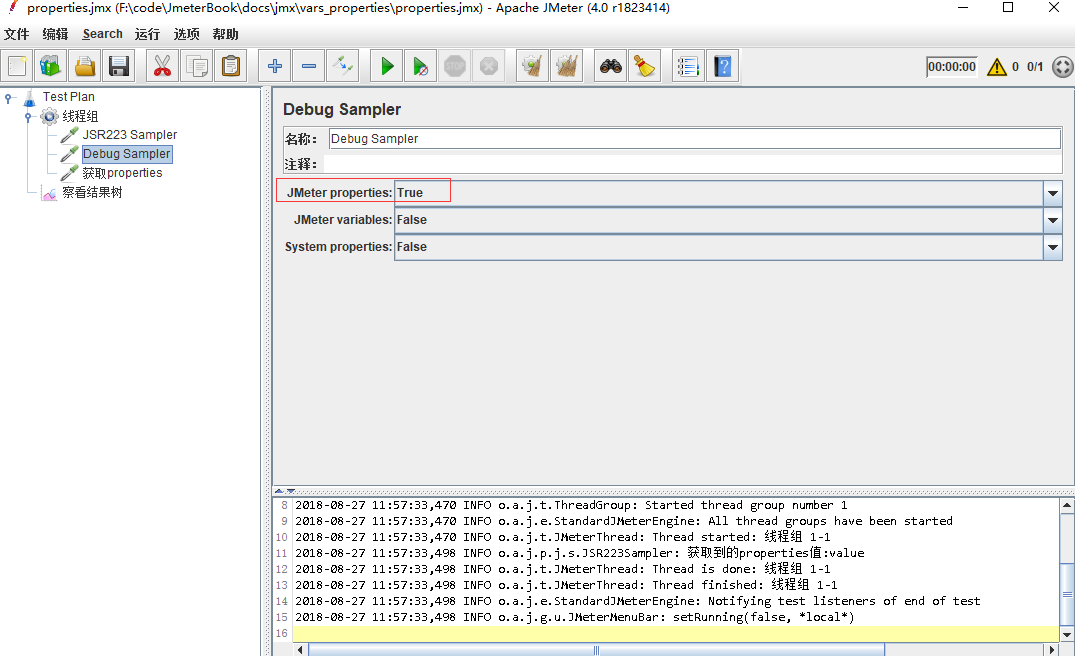 properties.jmx (F:\code\JmeterBook\docs\jmx\vars_properties\properties.jmx) - Apache JMeter (4.0 r1823414)
文件 编辑 Search 运行 选项 帮助
STOP
00:00:00 0 0/1
Test Plan
线程组
JSR223 Sampler
Debug Sampler
获取properties
察看结果树
Debug Sampler
名称： Debug Sampler
注释：
JMeter properties: True
JMeter variables: False
System properties: False
8 2018-08-27 11:57:33,470 INFO o.a.j.t.ThreadGroup: Started thread group number 1
9 2018-08-27 11:57:33,470 INFO o.a.j.e.StandardJMeterEngine: All thread groups have been started
10 2018-08-27 11:57:33,470 INFO o.a.j.t.JMeterThread: Thread started: 线程组 1-1
11 2018-08-27 11:57:33,498 INFO o.a.j.p.j.s.JSR223Sampler: 获取到的properties值:value
12 2018-08-27 11:57:33,498 INFO o.a.j.t.JMeterThread: Thread is done: 线程组 1-1
13 2018-08-27 11:57:33,498 INFO o.a.j.t.JMeterThread: Thread finished: 线程组 1-1
14 2018-08-27 11:57:33,498 INFO o.a.j.e.StandardJMeterEngine: Notifying test listeners of end of test
15 2018-08-27 11:57:33,498 INFO o.a.j.g.u.JMeterMenuBar: setRunning(false, *local*)
16